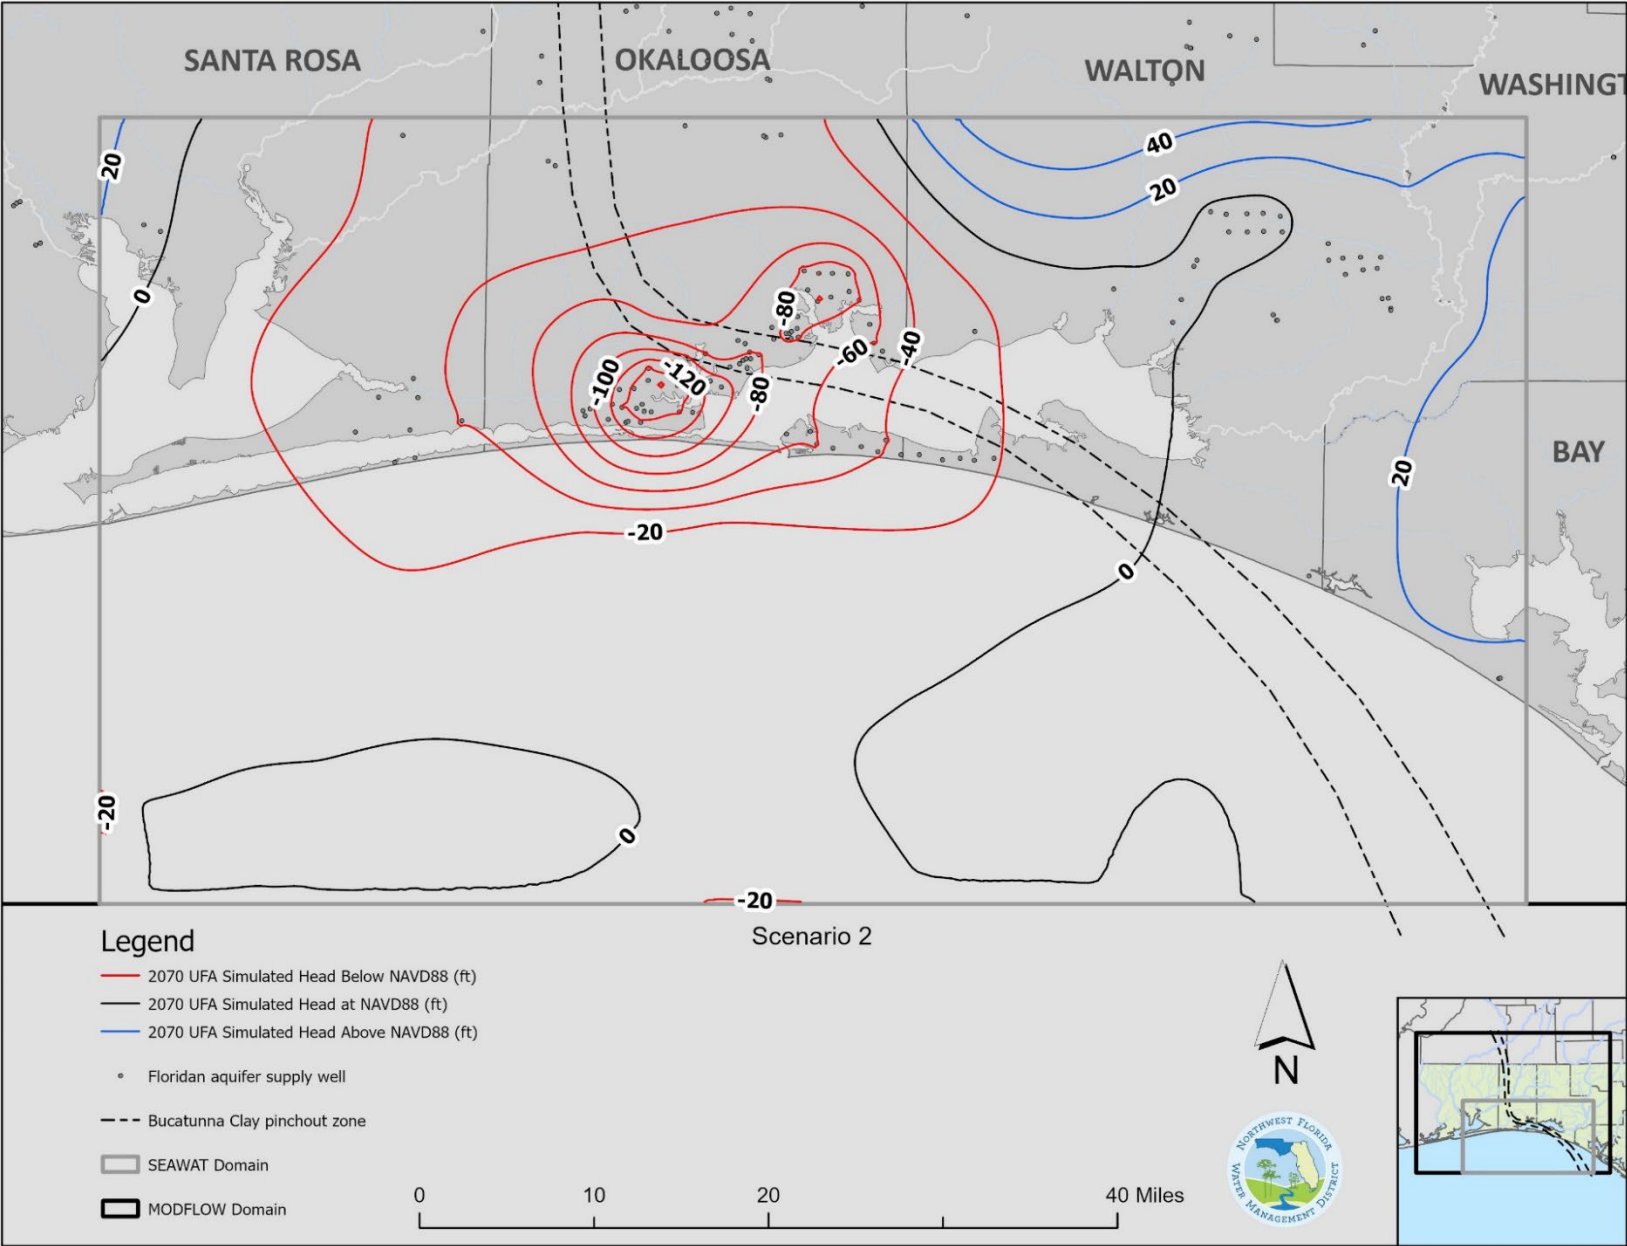 SANTA ROSA
OKALOOSA
WALTON
WASHINGT
40
20
20
0
-80
-40
-60
-100
-120
-80
BAY
20
-20
0
-20
0
-20
Scenario 2
Legend
2070 UFA Simulated Head Below NAVD88 (ft)
2070 UFA Simulated Head at NAVD88 (ft)
2070 UFA Simulated Head Above NAVD88 (ft)
Floridan aquifer supply well
Bucatunna Clay pinchout zone
SEAWAT Domain
MODFLOW Domain
0 10 20 40 Miles
N
NORTHWEST FLORIDA
WATER MANAGEMENT DISTRICT